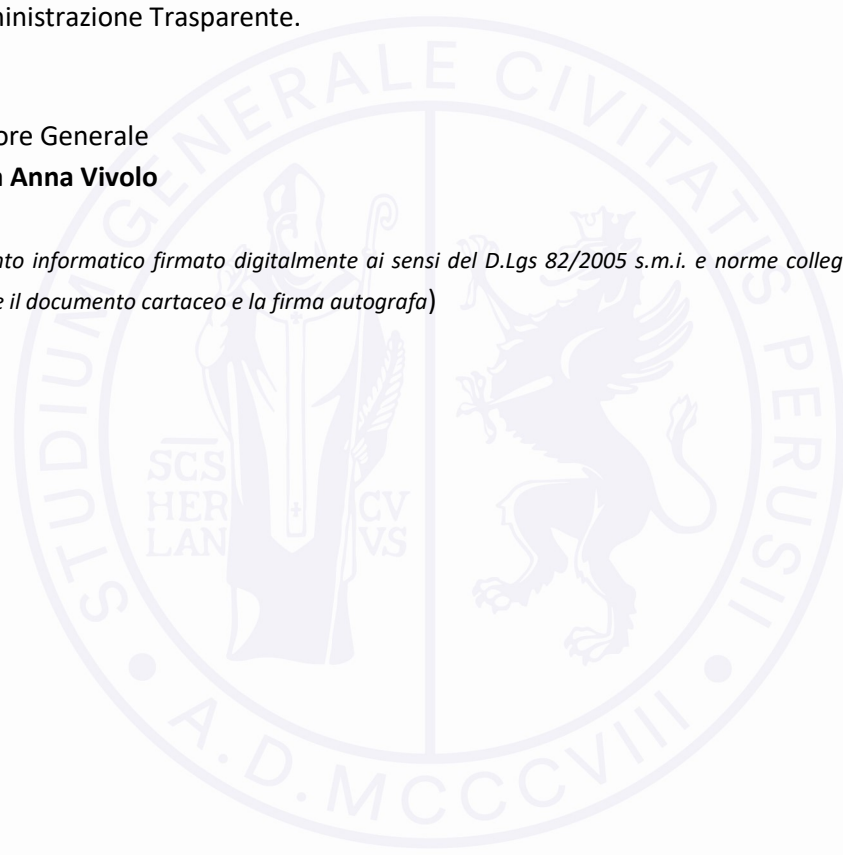 ministrazione Trasparente.
ore Generale
Anna Vivolo
nto informatico firmato digitalmente ai sensi del D.Lgs 82/2005 s.m.i. e norme colleg
e il documento cartaceo e la firma autografa)
STUDIUM GENERALE CIVITATIS PERUSII
SCS
HER
LAN
CV
VS
A.D. MCCCVIII